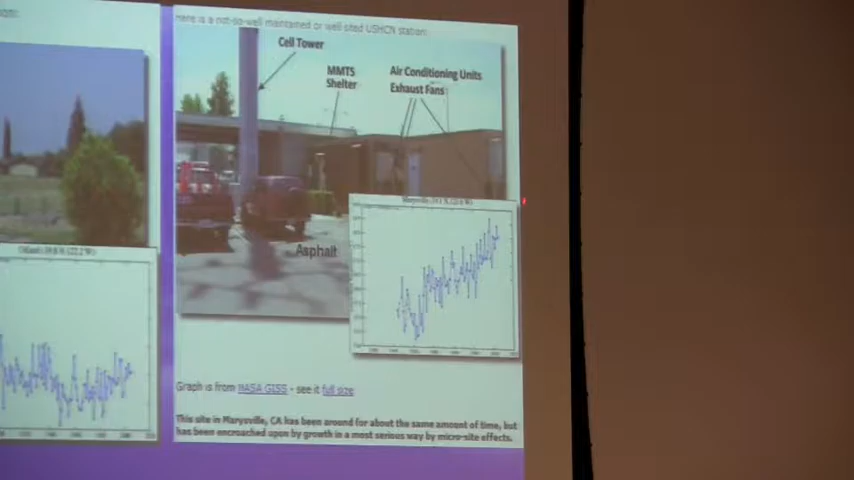 Here is a not-so-well maintained or well sited USHCN station:
Cell Tower
MMTS
Shelter
Air Conditioning Units
Exhaust Fans
Asphalt
Graph is from NASA GISS - see it full size
This site in Marysville, CA has been around for about the same amount of time, but
has been encroached upon by growth in a most serious way by micro-site effects.